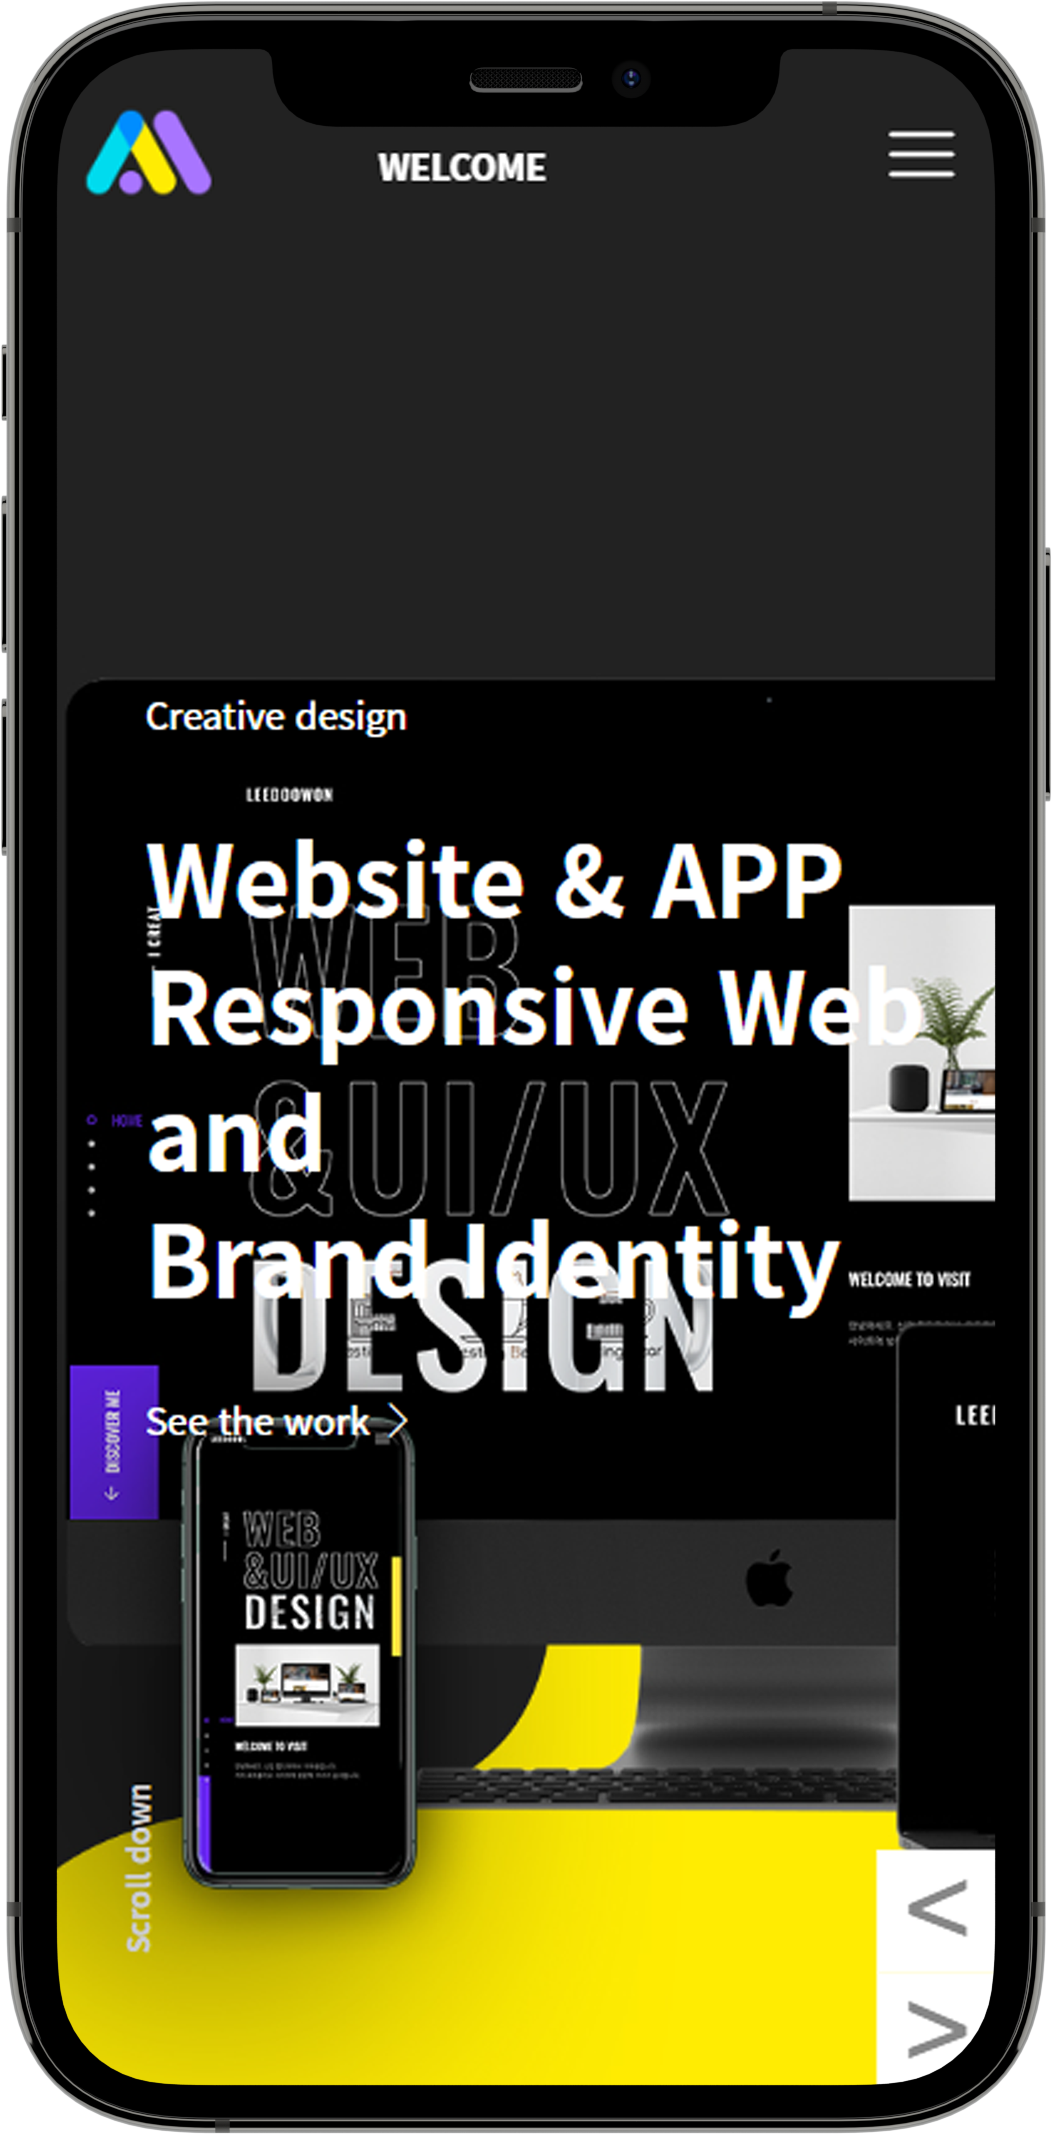 WELCOME
Creative design
LEEDOOWON
Website & APP
I CREAT
WEB
Responsive Web
&UI/UX
HOME
and
Brand Identity
DESIGN
WELCOME TO VISIT
LEE
DISCOVER ME
See the work >
WEB
&UI/UX
DESIGN
WELCOME TO VISIT
Scroll down
<
>